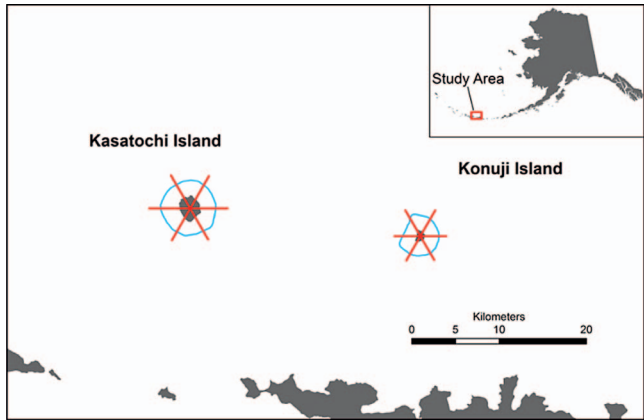 Study Area
Kasatochi Island
Konuji Island
Kilometers
0 5 10 20